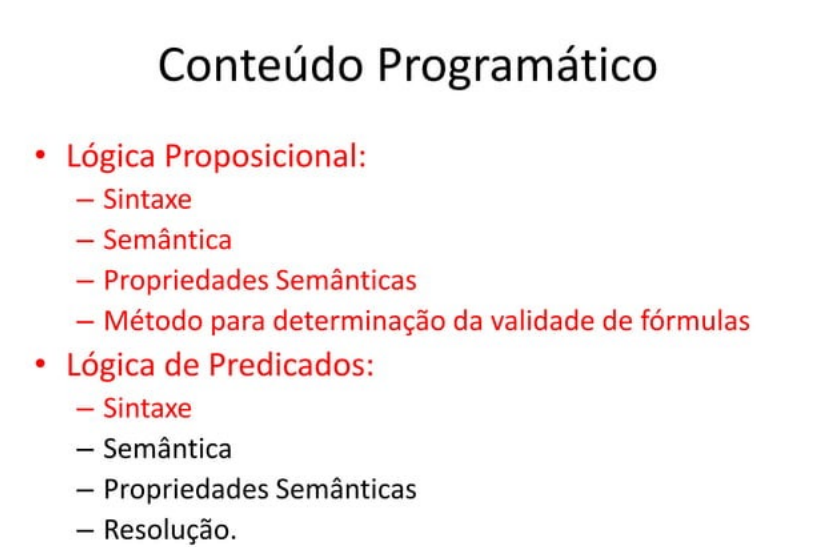 Conteúdo Programático
• Lógica Proposicional:
– Sintaxe
– Semântica
– Propriedades Semânticas
– Método para determinação da validade de fórmulas
• Lógica de Predicados:
– Sintaxe
– Semântica
– Propriedades Semânticas
– Resolução.